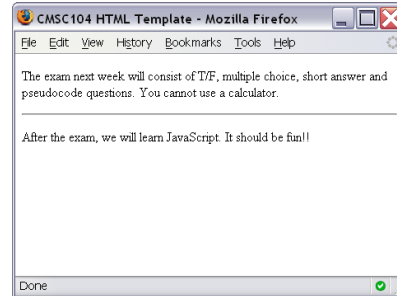 CMSC104 HTML Template - Mozilla Firefox
File Edit View History Bookmarks Tools Help
The exam next week will consist of T/F, multiple choice, short answer and
pseudocode questions. You cannot use a calculator.
After the exam, we will learn JavaScript. It should be fun!!
Done